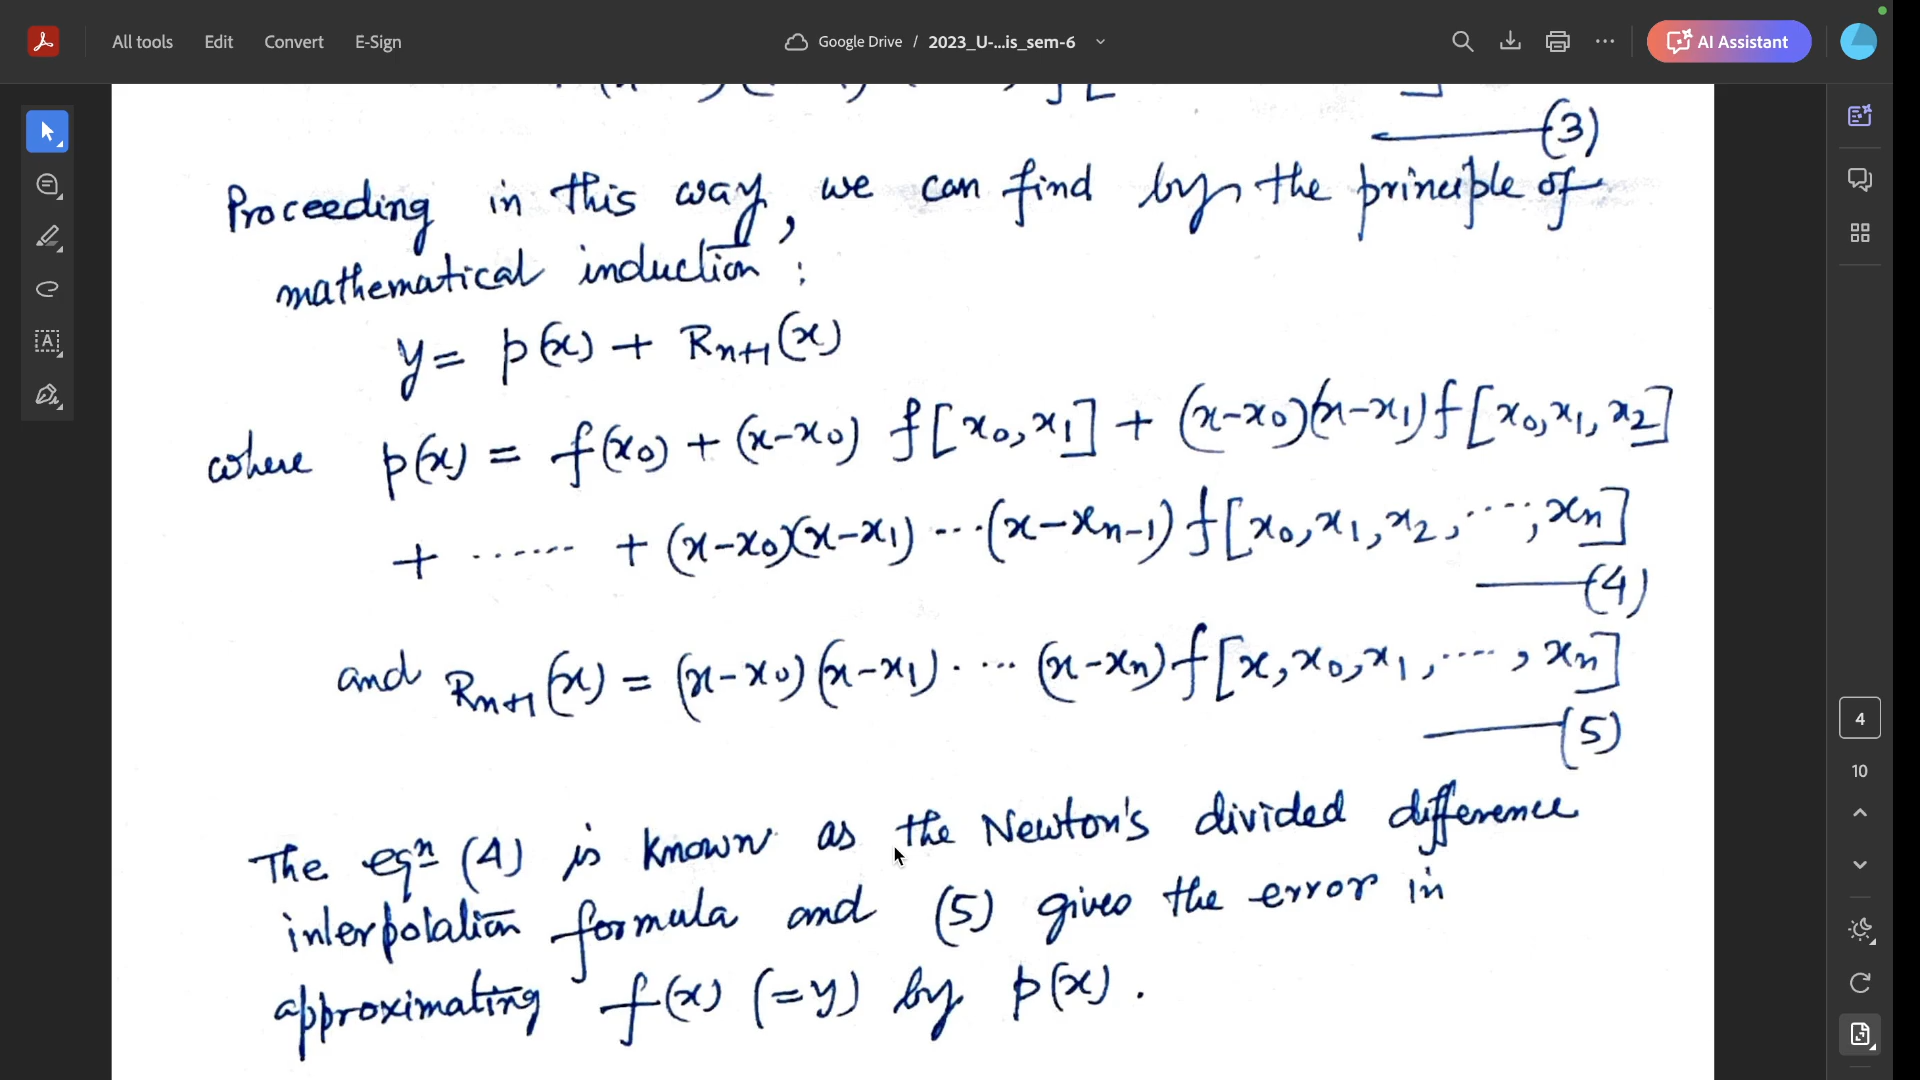 All tools Edit Convert E-Sign Google Drive / 2023_U-...is_sem-6 AI Assistant
(3)
Proceeding in this way, we can find by the principle of
mathematical induction :
y = p(x) + Rn+1(x)
where p(x) = f(x0) + (x-x0) f[x0, x1] + (x-x0)(x-x1) f[x0, x1, x2]
+ ...... + (x-x0)(x-x1) ...(x-xn-1) f[x0, x1, x2, ...., xn]
(4)
and Rn+1(x) = (x-x0)(x-x1). ... (x-xn) f[x, x0, x1, ...., xn]
(5)
The eqn (4) is known as the Newton's divided difference
interpolation formula and (5) gives the error in
approximating f(x) (=y) by p(x).
4
10